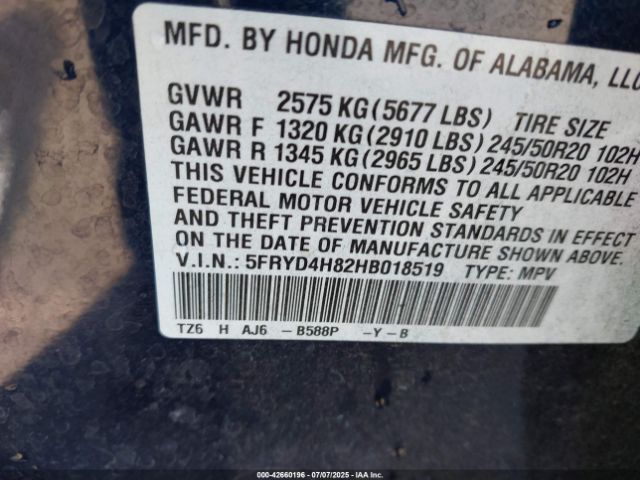 MFD. BY HONDA MFG. OF ALABAMA, LLC
GVWR 2575 KG (5677 LBS) TIRE SIZE
GAWR F 1320 KG (2910 LBS) 245/50R20 102H
GAWR R 1345 KG (2965 LBS) 245/50R20 102H
THIS VEHICLE CONFORMS TO ALL APPLICABLE
FEDERAL MOTOR VEHICLE SAFETY
AND THEFT PREVENTION STANDARDS IN EFFECT
ON THE DATE OF MANUFACTURE SHOWN ABOVE.
V.I.N.: 5FRYD4H82HB018519 TYPE: MPV
TZ6 H AJ6 -B588P -Y-B
000-42660196 - 07/07/2025 - IAAI.COM